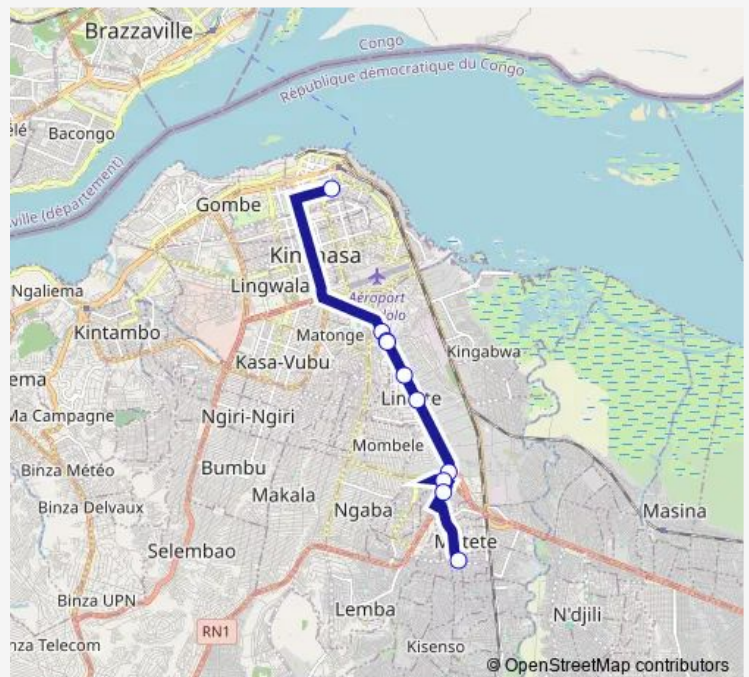 Brazzaville
Congo
République démocratique du Congo
Bacongo
ville (département)
Gombe
Ngaliema
Lingwala
Kintambo
Matonge
Kingabwa
Kasa-Vubu
Ma Campagne
Ngiri-Ngiri
Mombele
Binza Météo
Bumbu
Makala
Binza Delvaux
Ngaba
Masina
Selembao
Binza UPN
Lemba
N'djili
RN1
Kisenso
© OpenStreetMap contributors